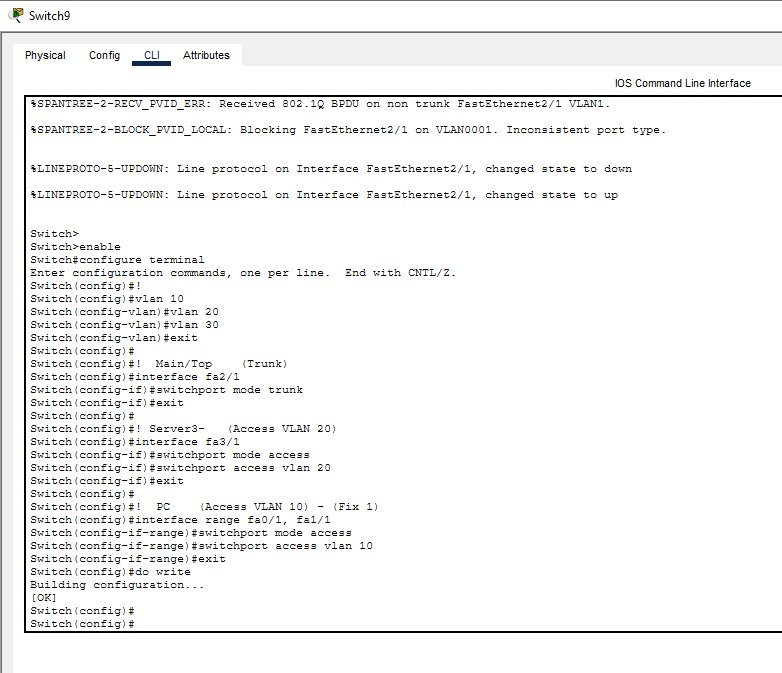 Switch9
Physical Config CLI Attributes
IOS Command Line Interface
%SPANTREE-2-RECV_PVID_ERR: Received 802.1Q BPDU on non trunk FastEthernet2/1 VLAN1.
%SPANTREE-2-BLOCK_PVID_LOCAL: Blocking FastEthernet2/1 on VLAN0001. Inconsistent port type.
%LINEPROTO-5-UPDOWN: Line protocol on Interface FastEthernet2/1, changed state to down
%LINEPROTO-5-UPDOWN: Line protocol on Interface FastEthernet2/1, changed state to up
Switch>
Switch>enable
Switch#configure terminal
Enter configuration commands, one per line.  End with CNTL/Z.
Switch(config)#!
Switch(config)#vlan 10
Switch(config-vlan)#vlan 20
Switch(config-vlan)#vlan 30
Switch(config-vlan)#exit
Switch(config)#
Switch(config)#!  Main/Top    (Trunk)
Switch(config)#interface fa2/1
Switch(config-if)#switchport mode trunk
Switch(config-if)#exit
Switch(config)#
Switch(config)#! Server3-   (Access VLAN 20)
Switch(config)#interface fa3/1
Switch(config-if)#switchport mode access
Switch(config-if)#switchport access vlan 20
Switch(config-if)#exit
Switch(config)#
Switch(config)#!  PC    (Access VLAN 10) - (Fix 1)
Switch(config)#interface range fa0/1, fa1/1
Switch(config-if-range)#switchport mode access
Switch(config-if-range)#switchport access vlan 10
Switch(config-if-range)#exit
Switch(config)#do write
Building configuration...
[OK]
Switch(config)#
Switch(config)#